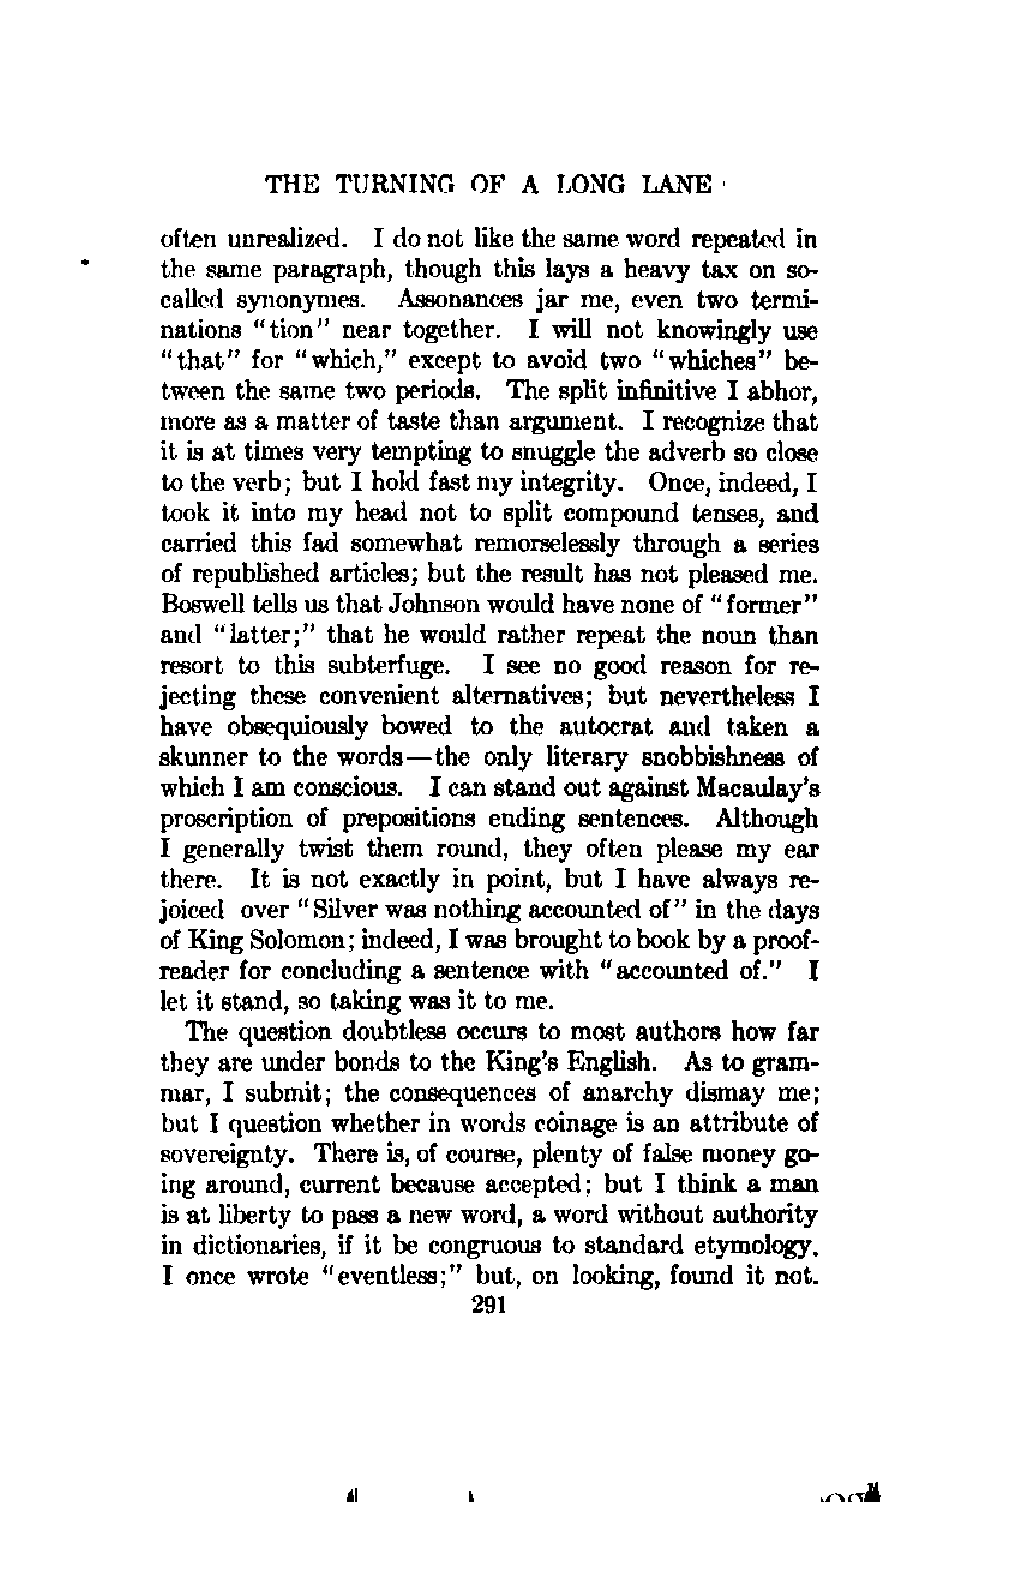 THE TURNING OF A LONG LANE
often unrealized. I do not like the same word repeated in
the same paragraph, though this lays a heavy tax on so-
called synonymes. Assonances jar me, even two termi-
nations "tion" near together. I will not knowingly use
"that" for "which," except to avoid two "whiches" be-
tween the same two periods. The split infinitive I abhor,
more as a matter of taste than argument. I recognize that
it is at times very tempting to snuggle the adverb so close
to the verb; but I hold fast my integrity. Once, indeed, I
took it into my head not to split compound tenses, and
carried this fad somewhat remorselessly through a series
of republished articles; but the result has not pleased me.
Boswell tells us that Johnson would have none of "former"
and "latter;" that he would rather repeat the noun than
resort to this subterfuge. I see no good reason for re-
jecting these convenient alternatives; but nevertheless I
have obsequiously bowed to the autocrat and taken a
skunner to the words—the only literary snobbishness of
which I am conscious. I can stand out against Macaulay's
proscription of prepositions ending sentences. Although
I generally twist them round, they often please my ear
there. It is not exactly in point, but I have always re-
joiced over "Silver was nothing accounted of" in the days
of King Solomon; indeed, I was brought to book by a proof-
reader for concluding a sentence with "accounted of." I
let it stand, so taking was it to me.
The question doubtless occurs to most authors how far
they are under bonds to the King's English. As to gram-
mar, I submit; the consequences of anarchy dismay me;
but I question whether in words coinage is an attribute of
sovereignty. There is, of course, plenty of false money go-
ing around, current because accepted; but I think a man
is at liberty to pass a new word, a word without authority
in dictionaries, if it be congruous to standard etymology.
I once wrote "eventless;" but, on looking, found it not.
291